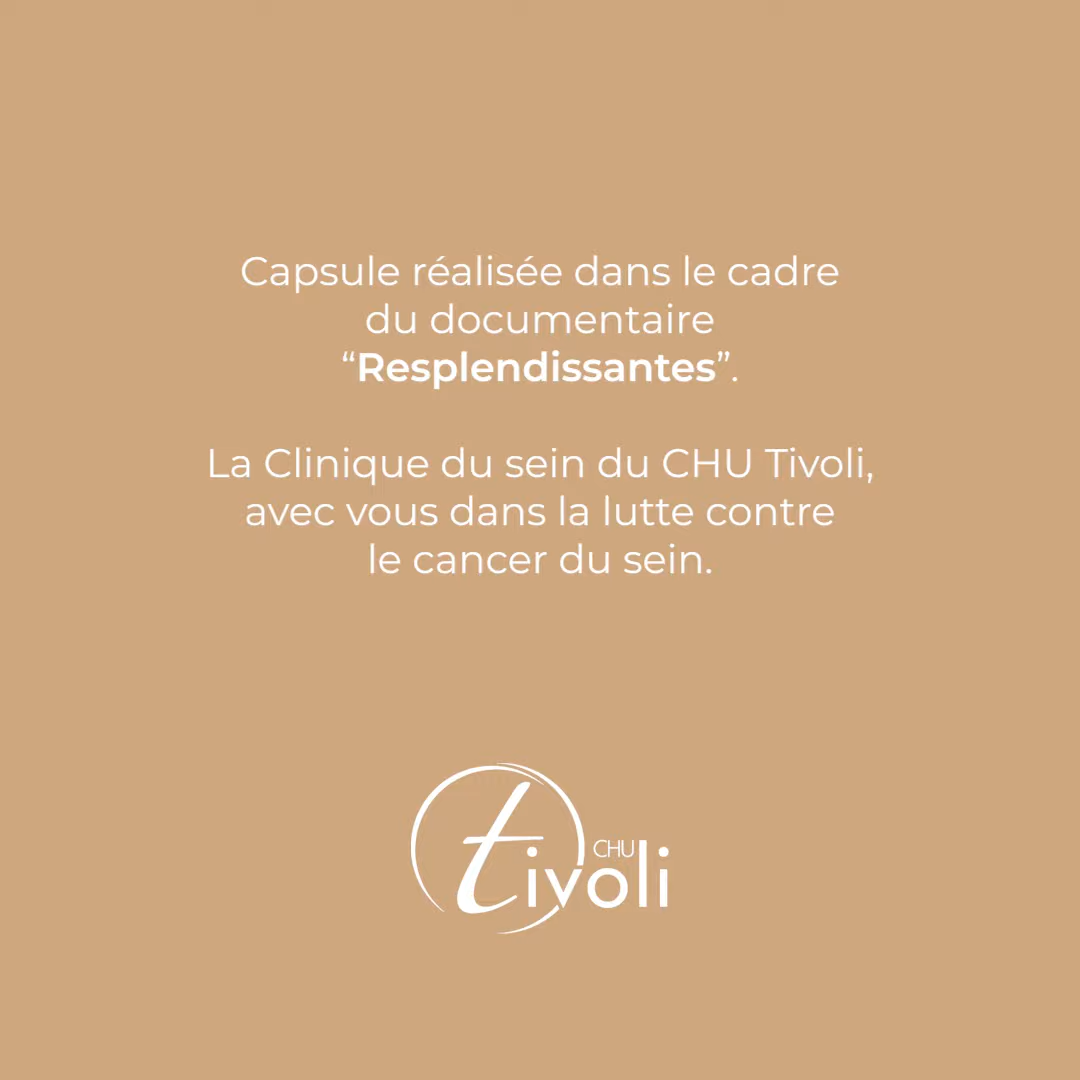 Capsule réalisée dans le cadre
du documentaire
“Resplendissantes”.
La Clinique du sein du CHU Tivoli,
avec vous dans la lutte contre
le cancer du sein.
CHU
tivoli